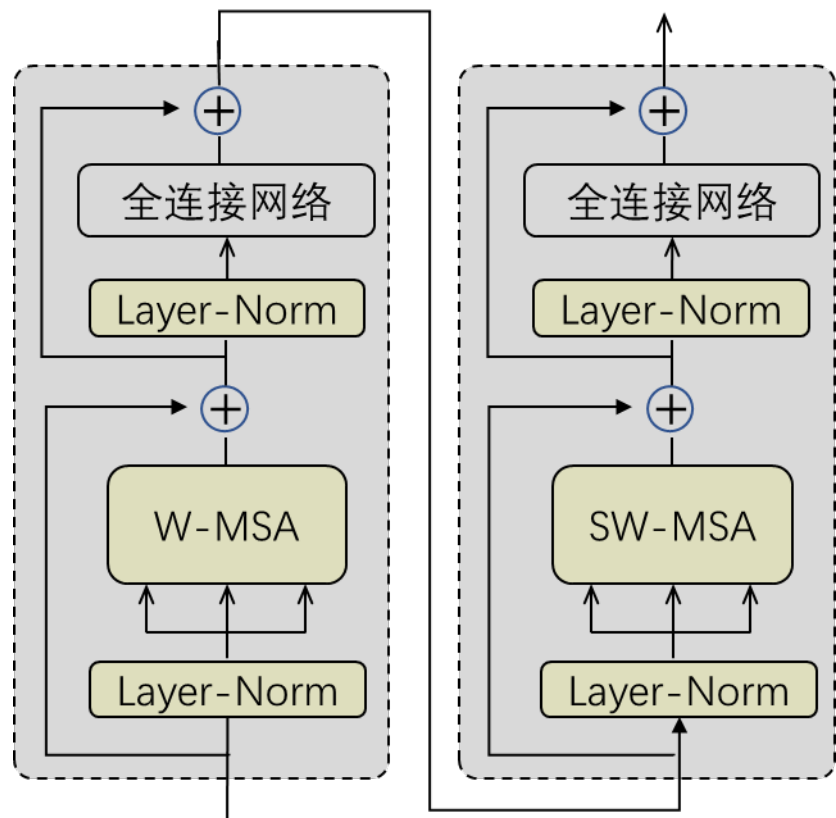 全连接网络
Layer-Norm
W-MSA
Layer-Norm
全连接网络
Layer-Norm
SW-MSA
Layer-Norm